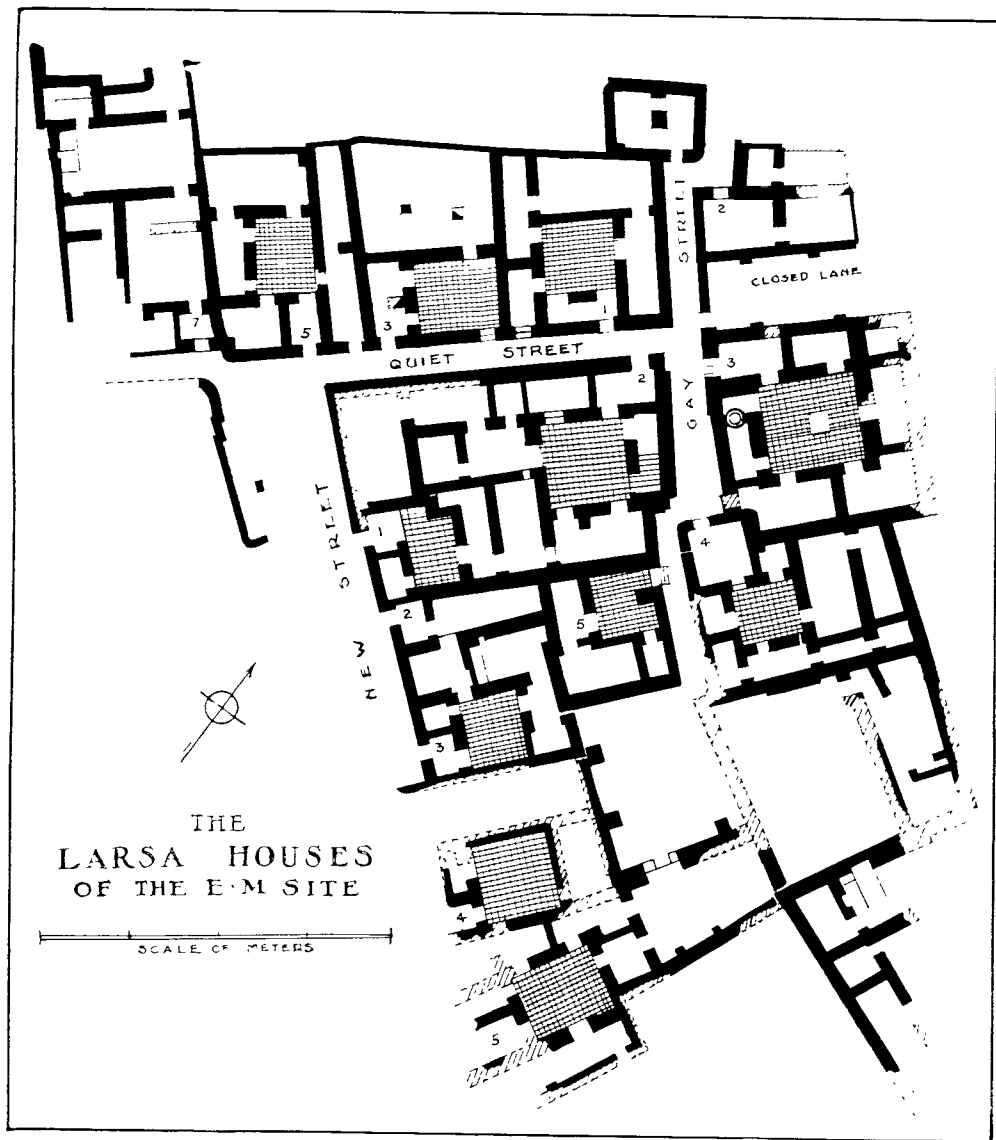 STREET
2
CLOSED LANE
1
7
5
3
QUIET STREET
2
GAY
3
1
4
2
5
NEW STREET
3
THE
LARSA HOUSES
OF THE E·M SITE
SCALE OF METERS
4
5